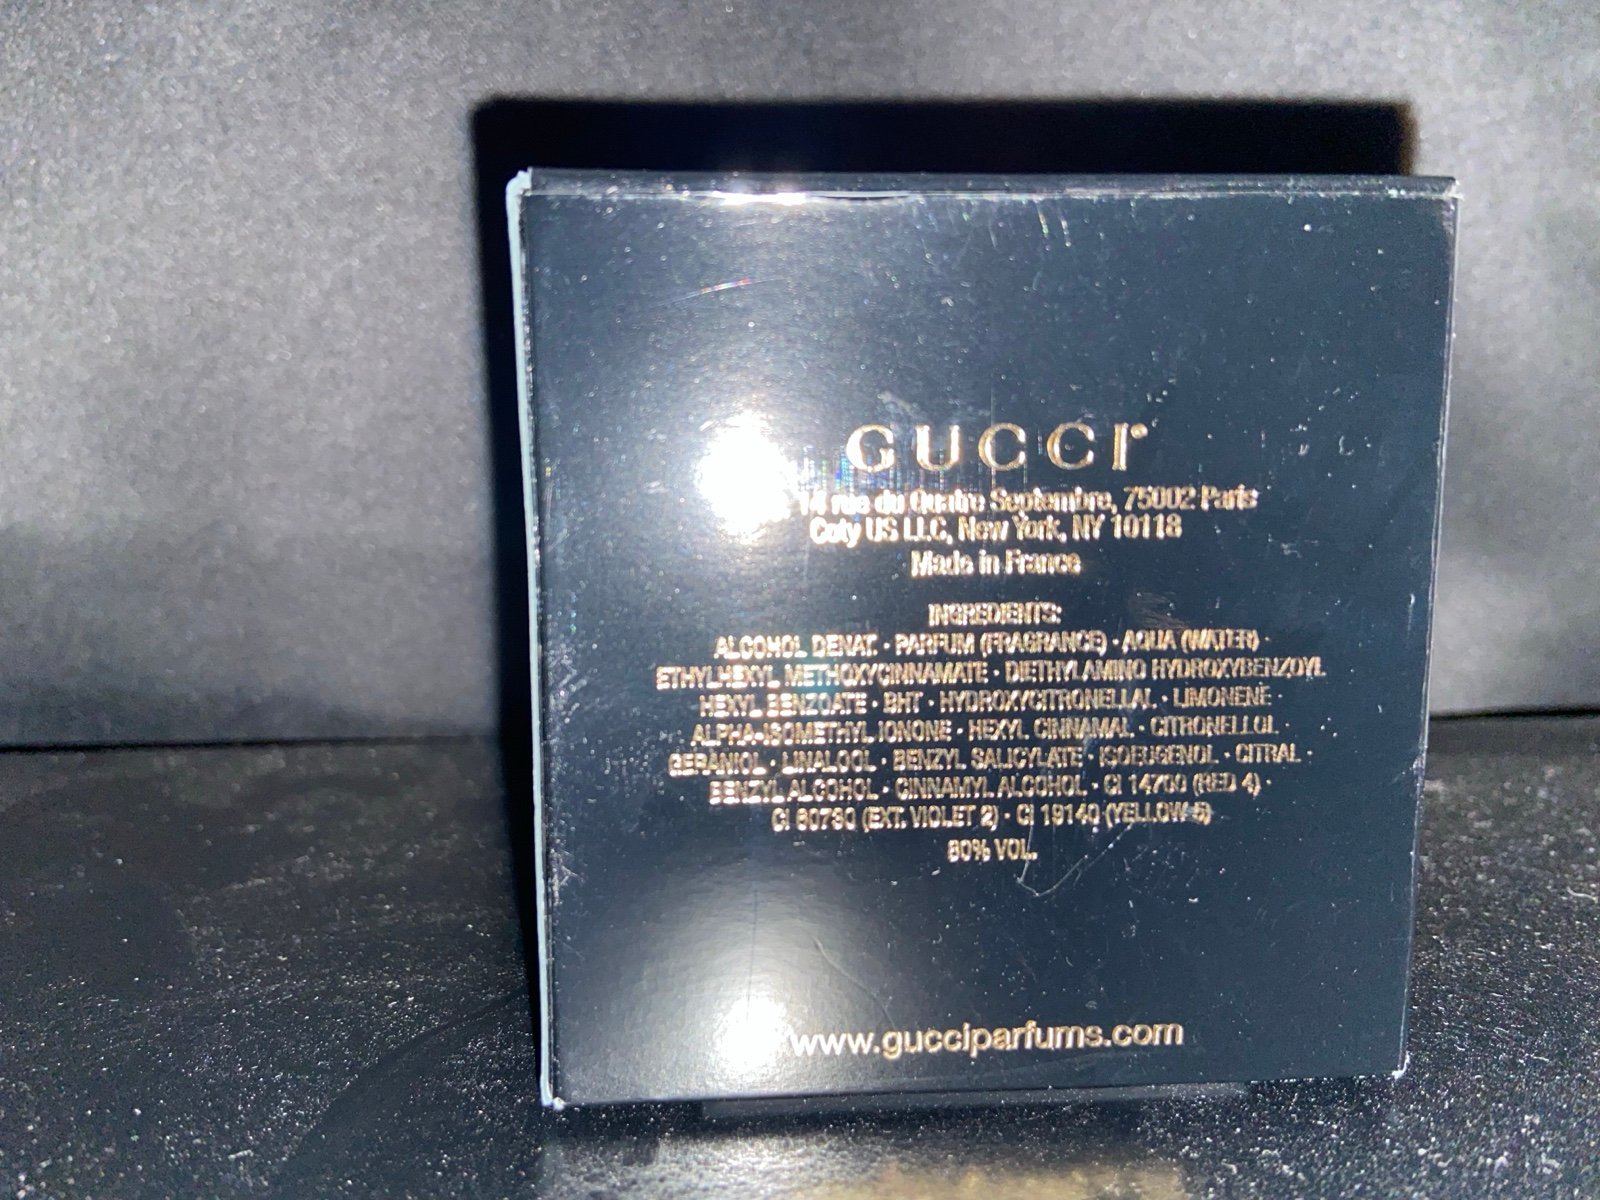 GUCCI®
14 rue du Quatre Septembre, 75002 Paris
Coty US LLC, New York, NY 10118
Made in France
INGREDIENTS:
ALCOHOL DENAT. · PARFUM (FRAGRANCE) · AQUA (WATER) ·
ETHYLHEXYL METHOXYCINNAMATE · DIETHYLAMINO HYDROXYBENZOYL
HEXYL BENZOATE · BHT · HYDROXYCITRONELLAL · LIMONENE ·
ALPHA-ISOMETHYL IONONE · HEXYL CINNAMAL · CITRONELLOL ·
GERANIOL · LINALOOL · BENZYL SALICYLATE · ISOEUGENOL · CITRAL ·
BENZYL ALCOHOL · CINNAMYL ALCOHOL · CI 14700 (RED 4) ·
CI 60730 (EXT. VIOLET 2) · CI 19140 (YELLOW 5)
80% VOL.
www.gucciparfums.com